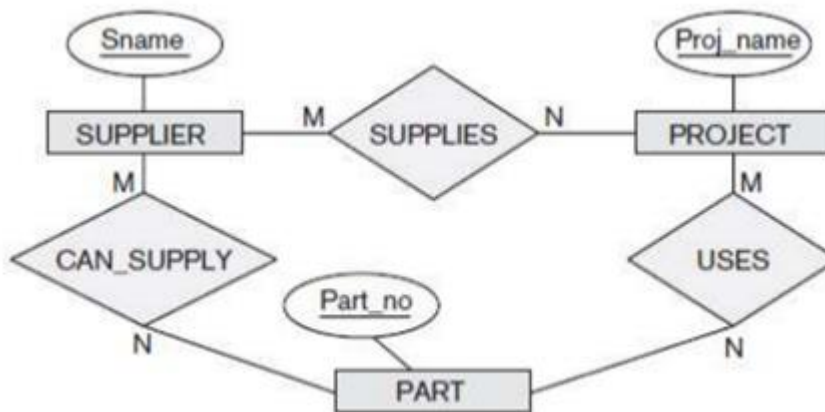 Sname
Proj_name
M
SUPPLIES
N
SUPPLIER
PROJECT
M
M
CAN_SUPPLY
USES
Part_no
N
N
PART